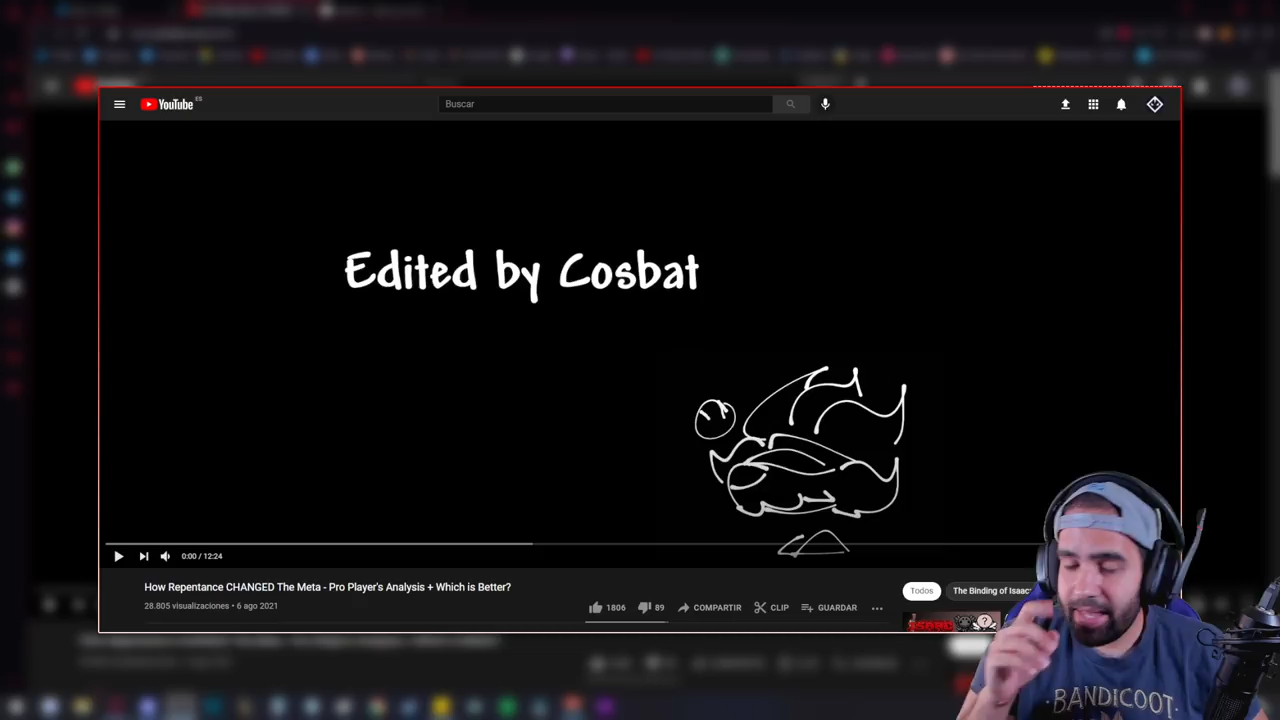 YouTube ES
Buscar
Edited by Cosbat
0:00 / 12:24
How Repentance CHANGED The Meta - Pro Player's Analysis + Which is Better?
28.805 visualizaciones • 6 ago 2021
1806
89
COMPARTIR
CLIP
GUARDAR
Todos
The Binding of Isaac
BANDICOOT